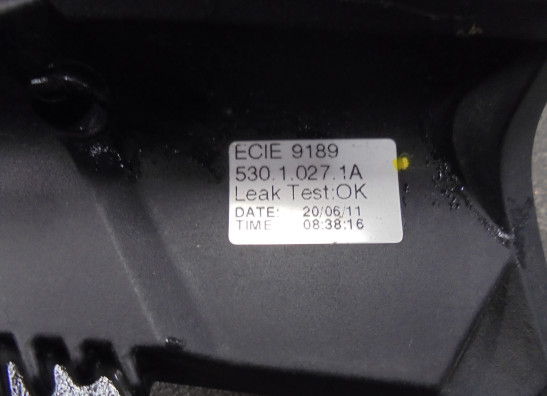 ECIE 9189
530.1.027.1A
Leak Test:OK
DATE: 20/06/11
TIME 08:38:16